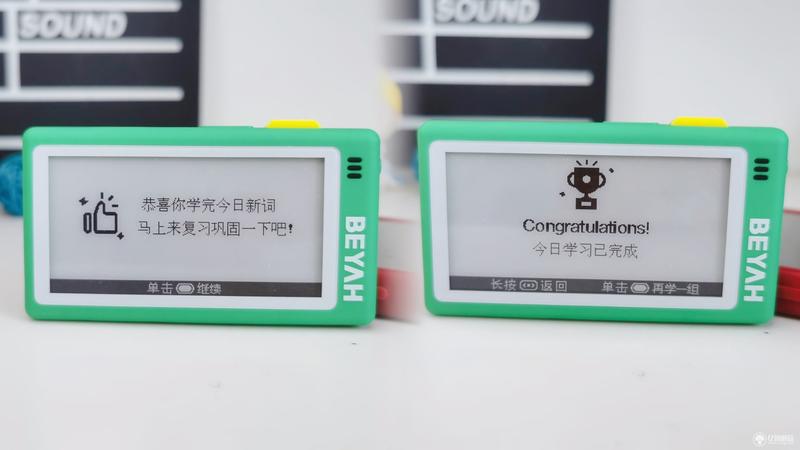 SOUND
恭喜你学完今日新词
马上来复习巩固一下吧!
单击 继续
BEYAH
SOUND
Congratulations!
今日学习已完成
长按 返回 单击 再学一组
BEYAH